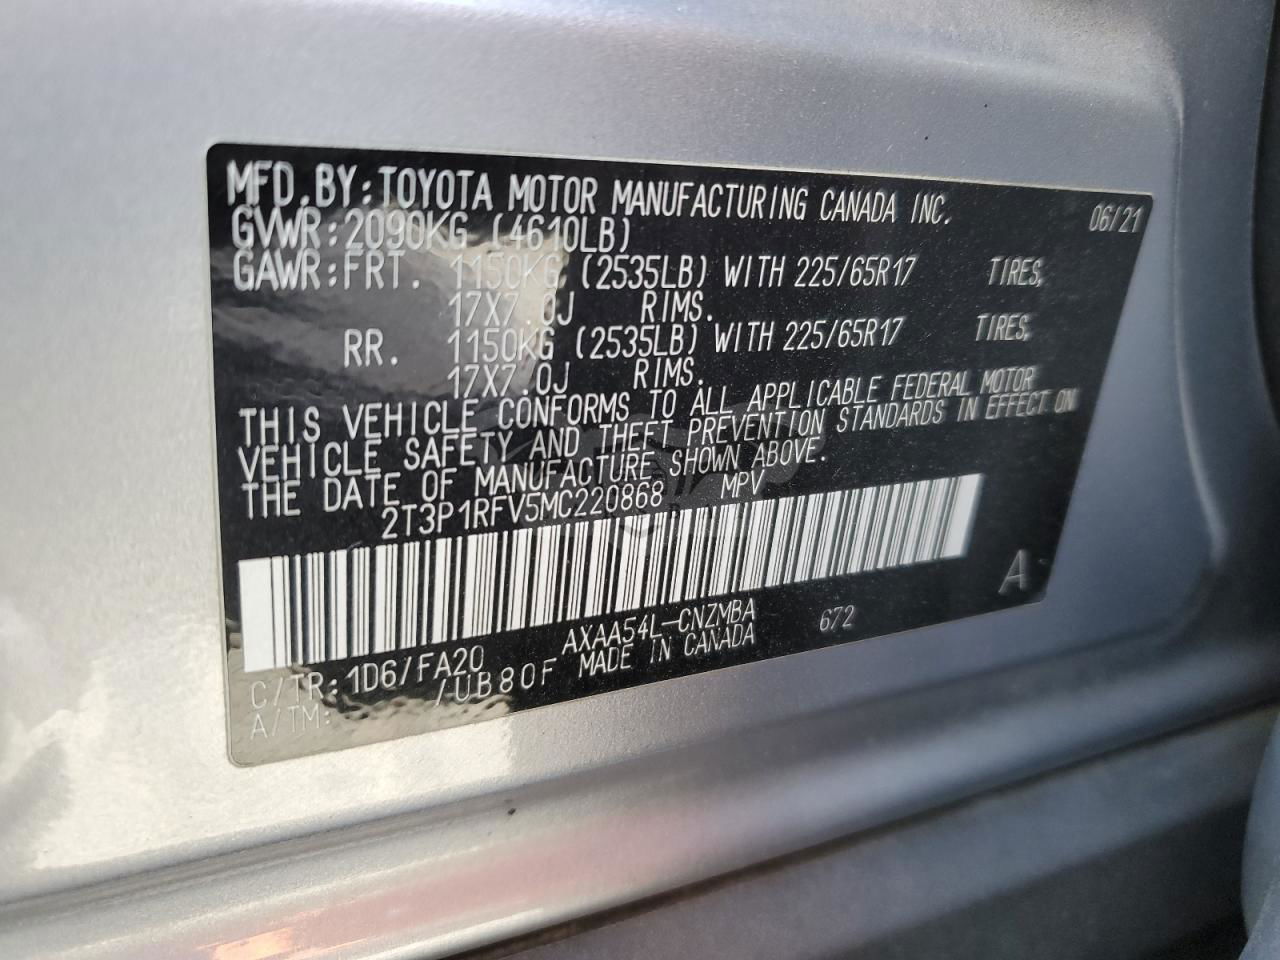 MFD.BY:TOYOTA MOTOR MANUFACTURING CANADA INC. 06/21
GVWR:2090KG (4610LB)
GAWR:FRT. 1150KG (2535LB) WITH 225/65R17 TIRES,
17X7.0J RIMS.
RR. 1150KG (2535LB) WITH 225/65R17 TIRES,
17X7.0J RIMS.
THIS VEHICLE CONFORMS TO ALL APPLICABLE FEDERAL MOTOR
VEHICLE SAFETY AND THEFT PREVENTION STANDARDS IN EFFECT ON
THE DATE OF MANUFACTURE SHOWN ABOVE.
2T3P1RFV5MC220868 MPV
A
C/TR:1D6/FA20 AXAA54L-CNZMBA 672
A/TM: /UB80F MADE IN CANADA